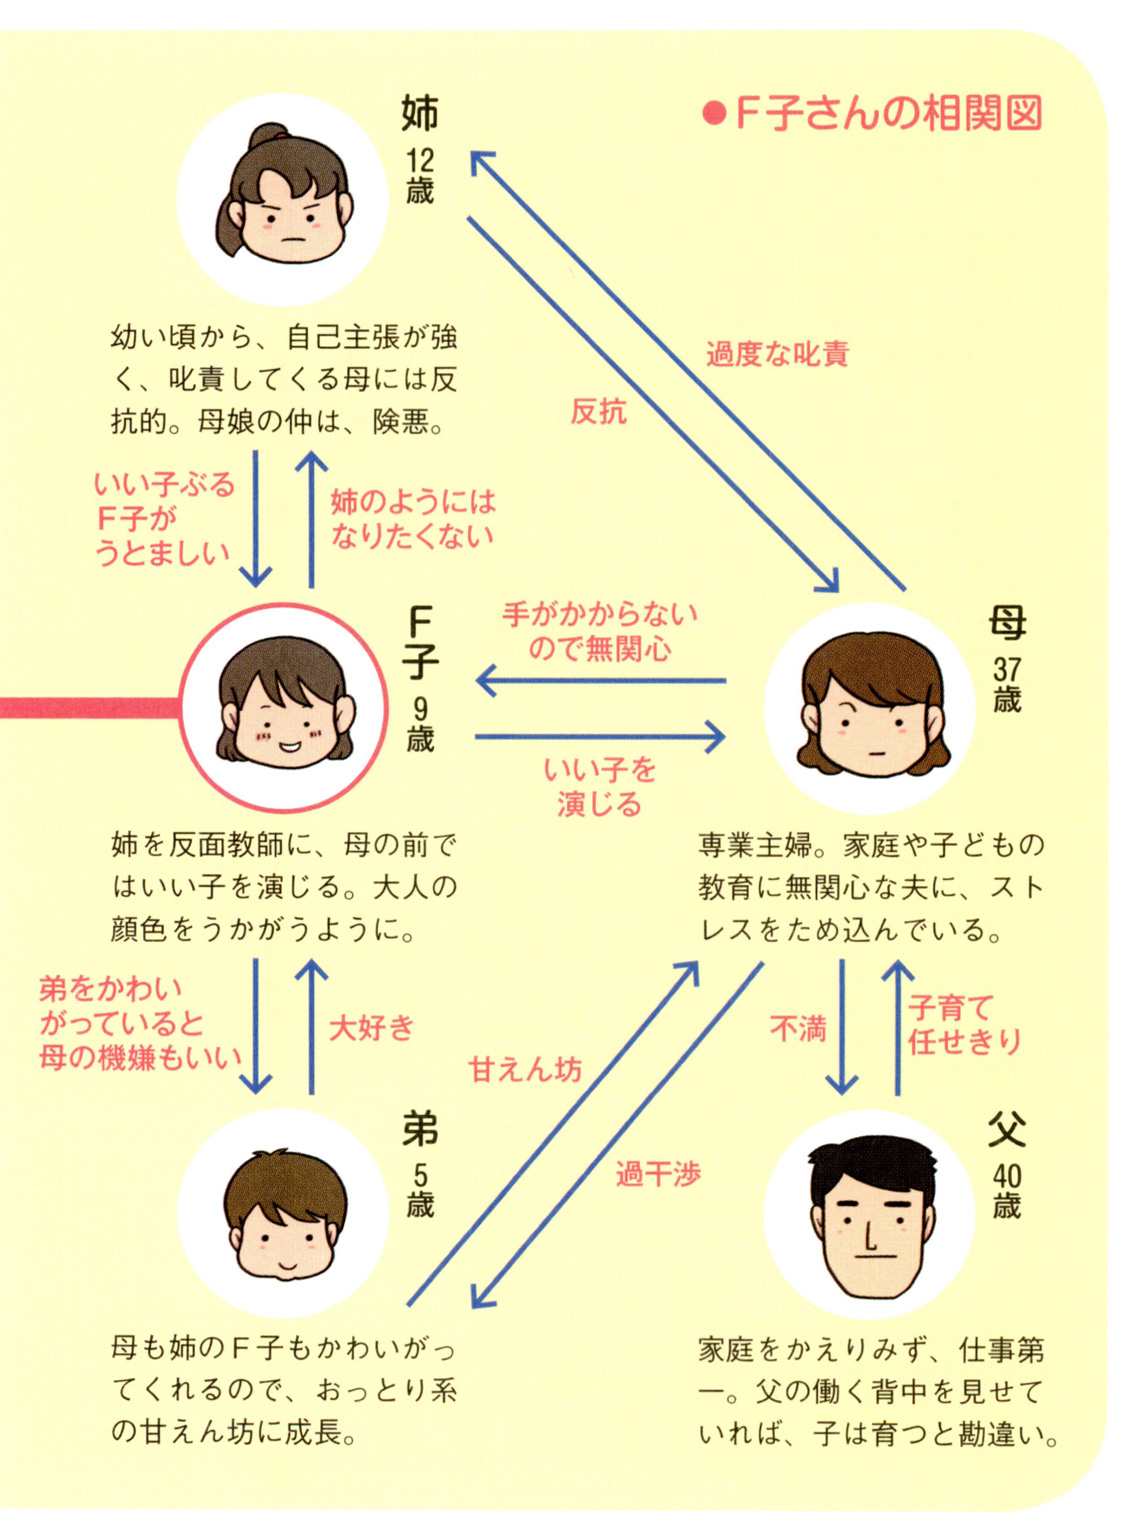 ●F子さんの相関図
姉
12歳
幼い頃から、自己主張が強
く、叱責してくる母には反
抗的。母娘の仲は、険悪。
過度な叱責
反抗
いい子ぶる
F子が
うとましい
姉のようには
なりたくない
F子
9歳
手がかからない
ので無関心
いい子を
演じる
母
37歳
姉を反面教師に、母の前で
はいい子を演じる。大人の
顔色をうかがうように。
専業主婦。家庭や子どもの
教育に無関心な夫に、スト
レスをため込んでいる。
弟をかわい
がっていると
母の機嫌もいい
大好き
甘えん坊
過干渉
不満
子育て
任せきり
弟
5歳
母も姉のF子もかわいがっ
てくれるので、おっとり系
の甘えん坊に成長。
父
40歳
家庭をかえりみず、仕事第
一。父の働く背中を見せて
いれば、子は育つと勘違い。